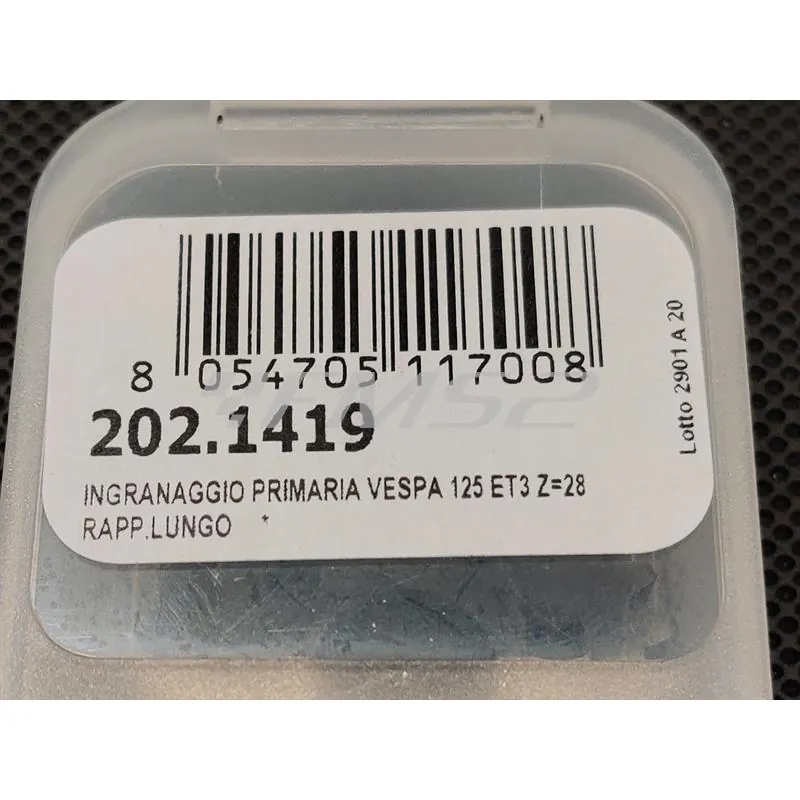 8 054705 117008
202.1419
INGRANAGGIO PRIMARIA VESPA 125 ET3 Z=28
RAPP.LUNGO *
Lotto 2901 A 20